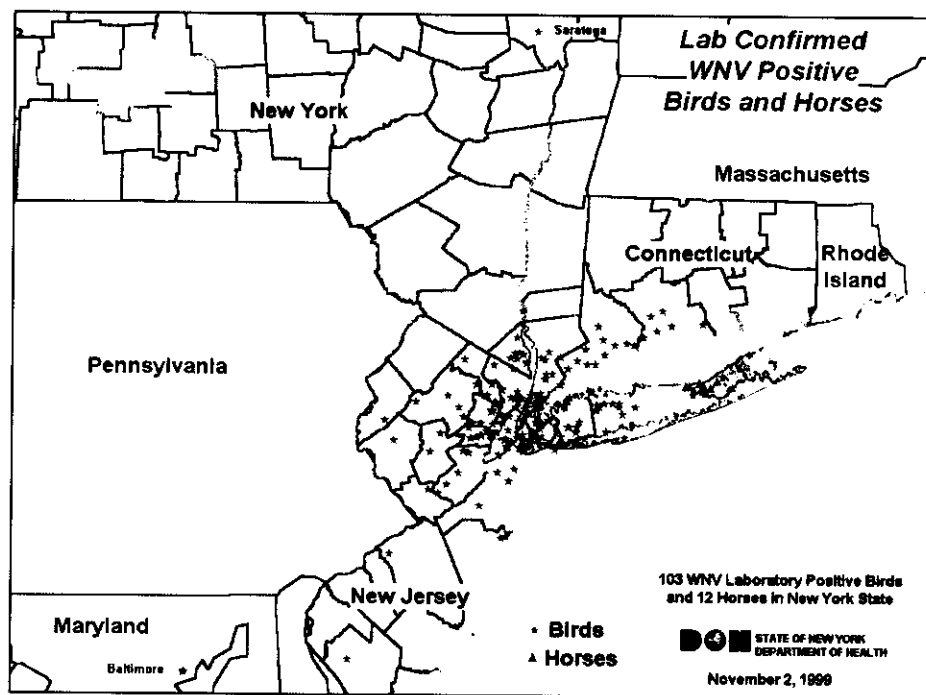 Saratoga
Lab Confirmed
WNV Positive
Birds and Horses
New York
Massachusetts
Connecticut
Rhode
Island
Pennsylvania
New Jersey
Maryland
Baltimore
Birds
Horses
103 WNV Laboratory Positive Birds
and 12 Horses in New York State
DOH
STATE OF NEW YORK
DEPARTMENT OF HEALTH
November 2, 1999